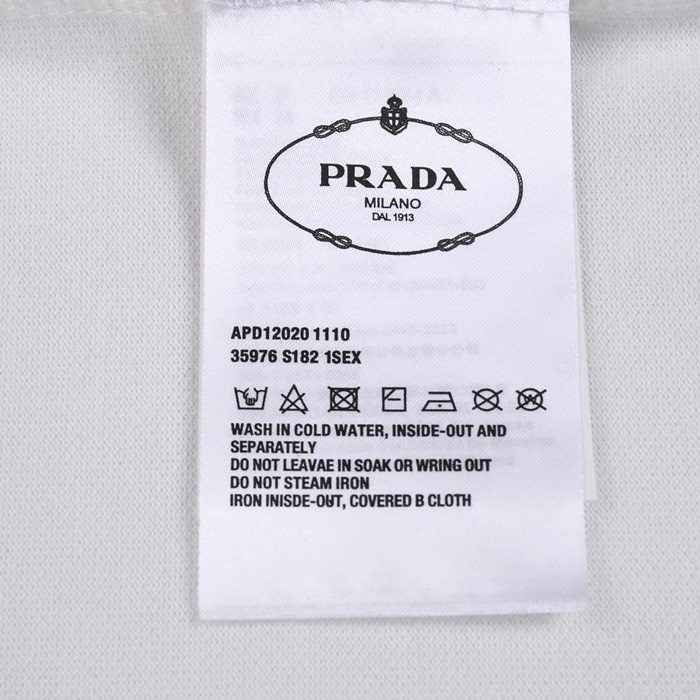 PRADA
MILANO
DAL 1913
APD12020 1110
35976 S182 1SEX
WASH IN COLD WATER, INSIDE-OUT AND
SEPARATELY
DO NOT LEAVAE IN SOAK OR WRING OUT
DO NOT STEAM IRON
IRON INISDE-OUT, COVERED B CLOTH